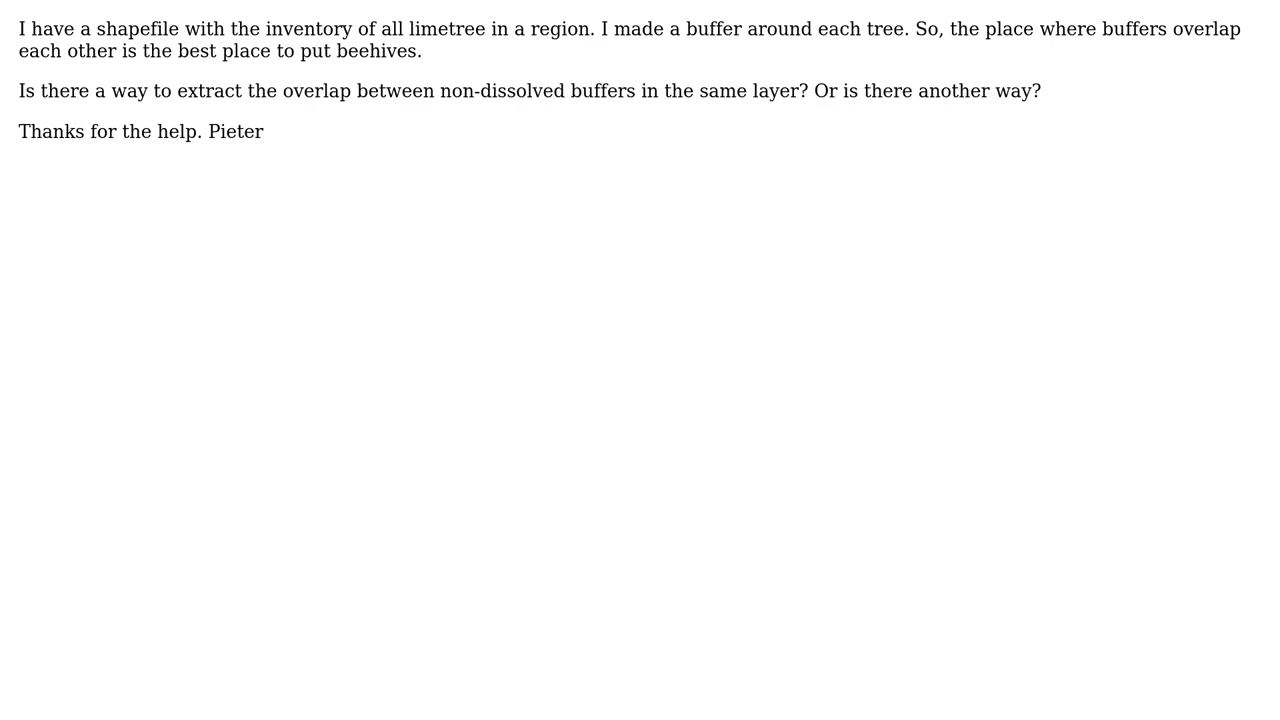 I have a shapefile with the inventory of all limetree in a region. I made a buffer around each tree. So, the place where buffers overlap
each other is the best place to put beehives.
Is there a way to extract the overlap between non-dissolved buffers in the same layer? Or is there another way?
Thanks for the help. Pieter